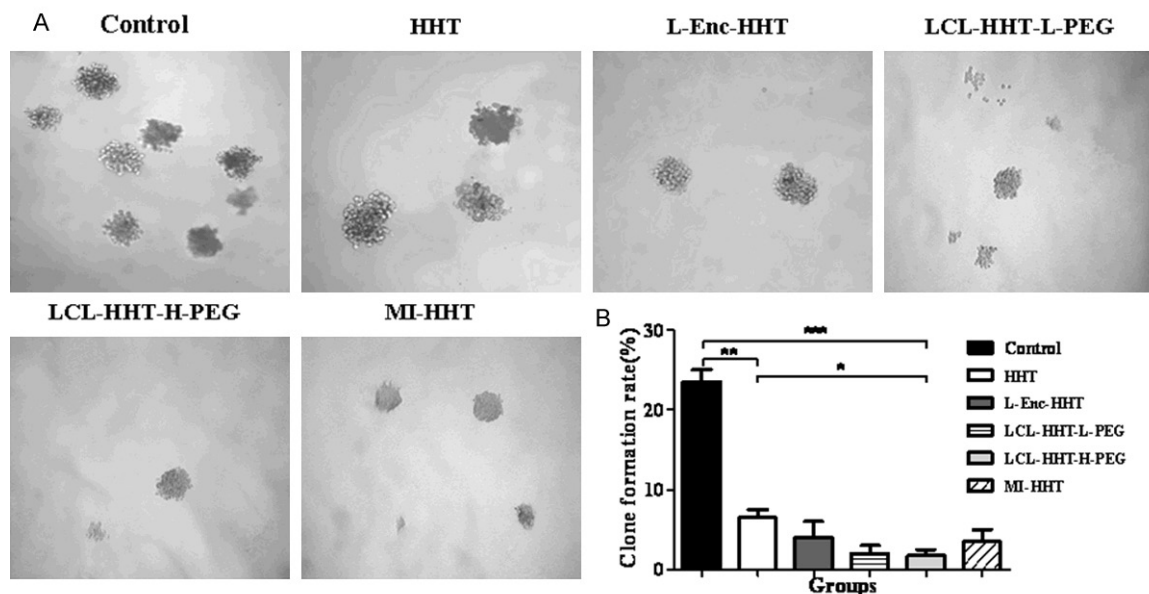 A
Control
HHT
L-Enc-HHT
LCL-HHT-L-PEG
LCL-HHT-H-PEG
MI-HHT
B
Clone formation rate(%)
30
20
10
0
***
**
*
Groups
Control
HHT
L-Enc-HHT
LCL-HHT-L-PEG
LCL-HHT-H-PEG
MI-HHT